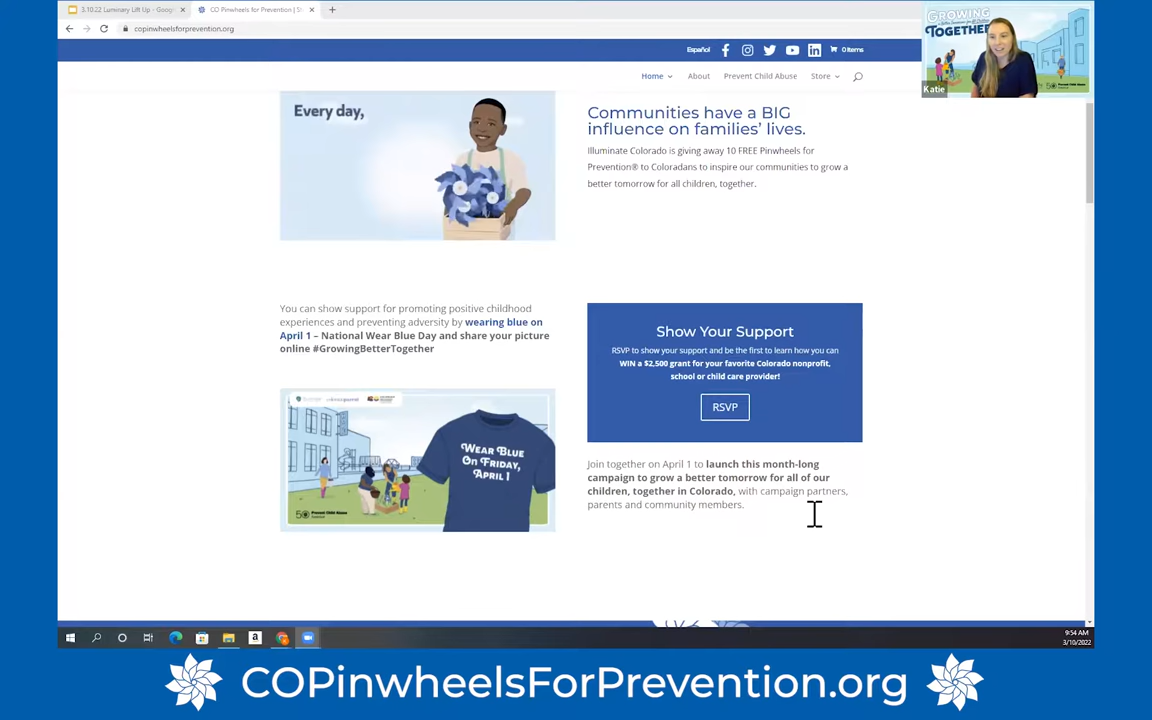 3.10.22 Luminary Lift Up - Goog
CO Pinwheels for Prevention | St
copinwheelsforprevention.org
Español
0 Items
Home
About
Prevent Child Abuse
Store
GROWING
TOGETHER
Katie
Every day,
Communities have a BIG
influence on families' lives.
Illuminate Colorado is giving away 10 FREE Pinwheels for
Prevention® to Coloradans to inspire our communities to grow a
better tomorrow for all children, together.
You can show support for promoting positive childhood
experiences and preventing adversity by wearing blue on
April 1 – National Wear Blue Day and share your picture
online #GrowingBetterTogether
Show Your Support
RSVP to show your support and be the first to learn how you can
WIN a $2,500 grant for your favorite Colorado nonprofit,
school or child care provider!
RSVP
WEAR BLUE
ON FRIDAY,
APRIL 1
Prevent Child Abuse
Join together on April 1 to launch this month-long
campaign to grow a better tomorrow for all of our
children, together in Colorado, with campaign partners,
parents and community members.
9:54 AM
3/10/2022
COPinwheelsForPrevention.org